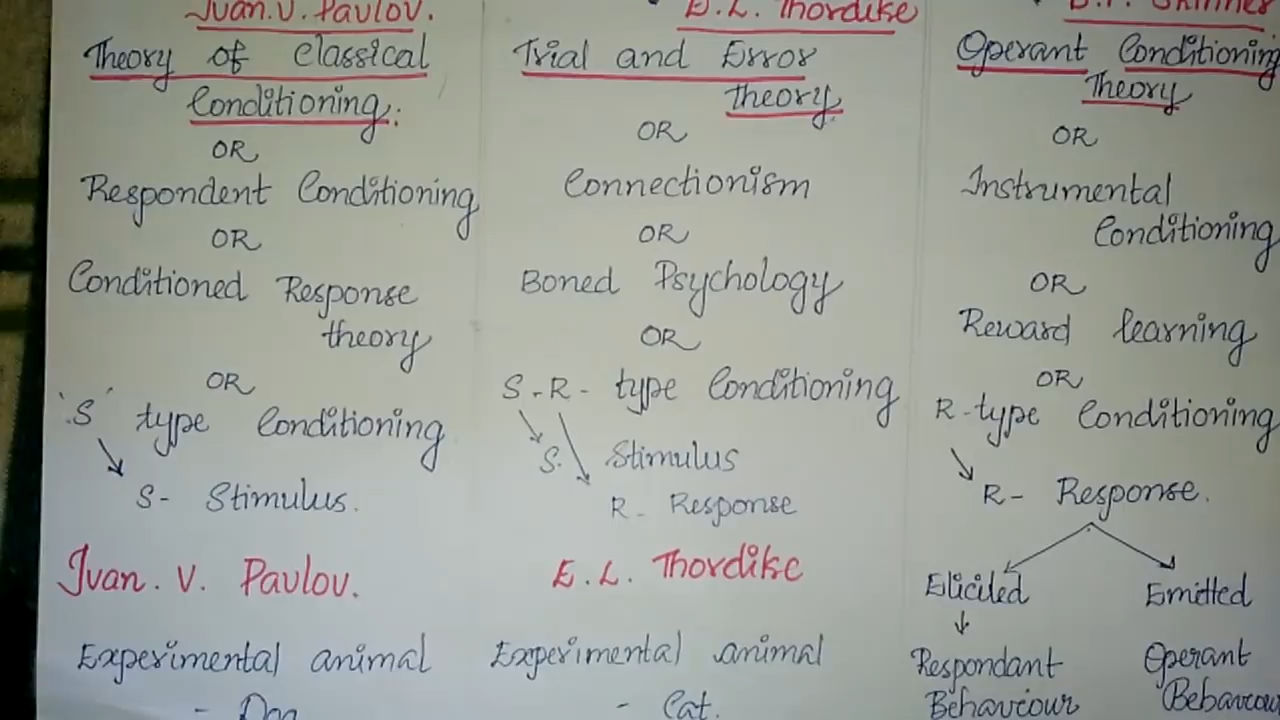 Ivan. V. Pavlov.
Theory of Classical
Conditioning.
OR
Respondent Conditioning
OR
Conditioned Response
theory
OR
'S' type Conditioning
S- Stimulus.
Ivan. V. Pavlov.
Experimental animal
- Dog
E.L. Thordike
Trial and Error
theory.
OR
Connectionism
OR
Boned Psychology
OR
S-R- type Conditioning
S. Stimulus
R- Response
E. L. Thordike
Experimental animal
- Cat.
Skinner
Operant Conditioning
Theory
OR
Instrumental
Conditioning
OR
Reward learning
OR
R-type Conditioning
R- Response.
Elicited
Emitted
Respondant
Behaviour
Operant
Behaviour